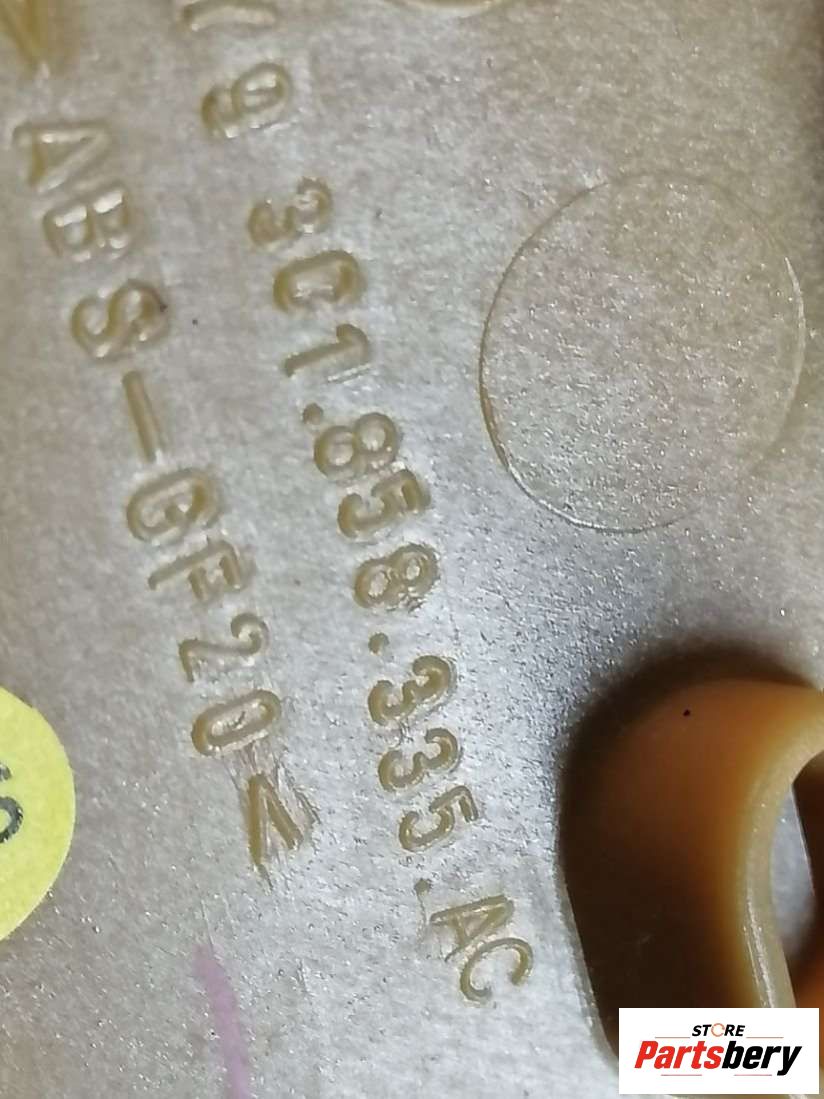 9 3C1.858.335.AC
ABS-GF20<
STORE
Partsbery